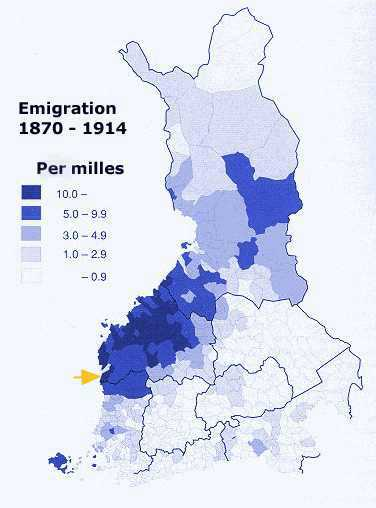 Emigration
1870 - 1914
Per milles
10.0 –
5.0 – 9.9
3.0 – 4.9
1.0 – 2.9
– 0.9